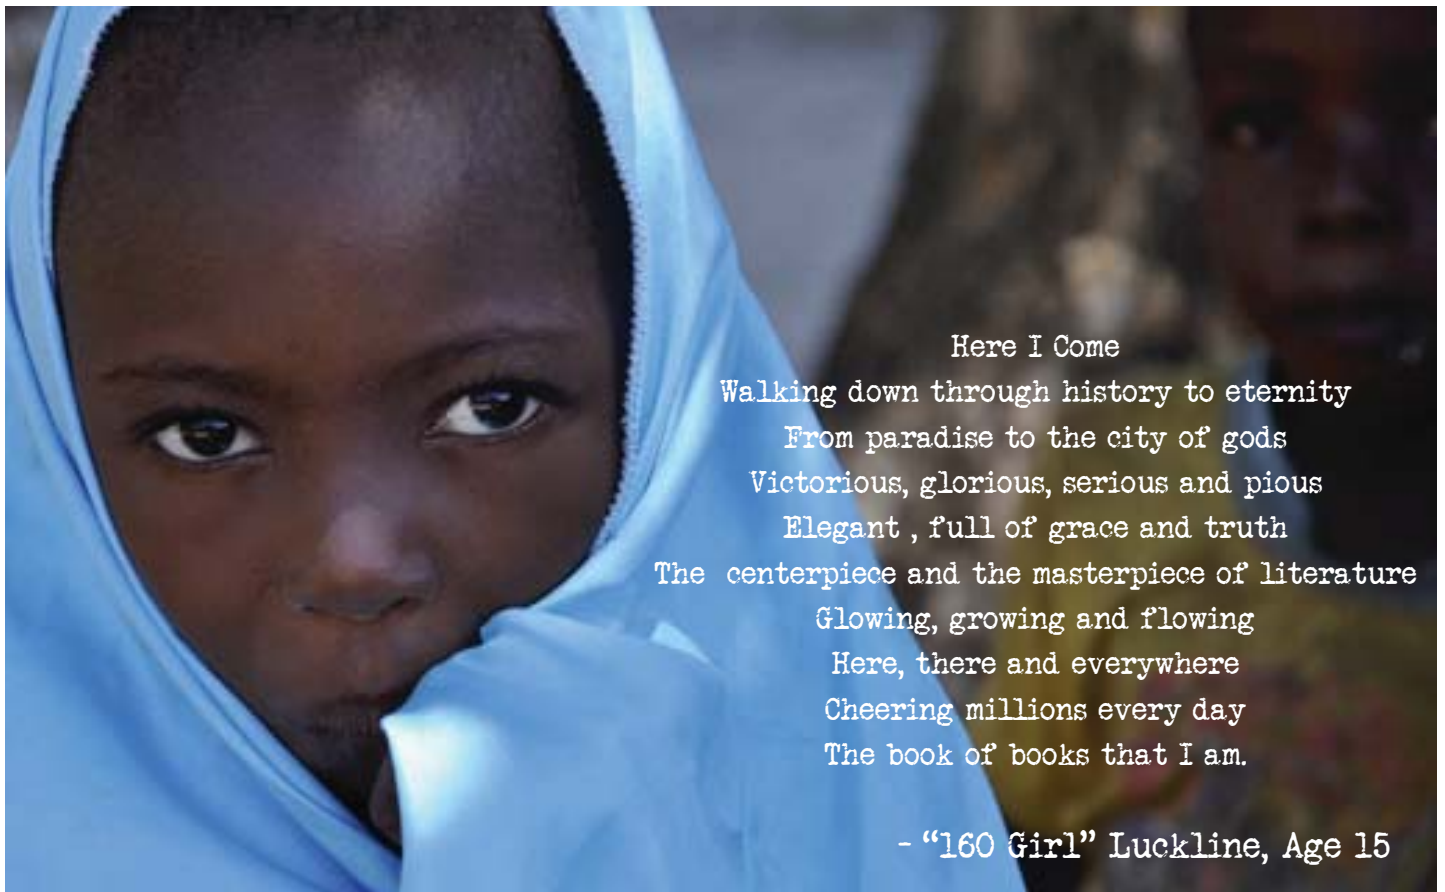 Here I Come
Walking down through history to eternity
From paradise to the city of gods
Victorious, glorious, serious and pious
Elegant , full of grace and truth
The centerpiece and the masterpiece of literature
Glowing, growing and flowing
Here, there and everywhere
Cheering millions every day
The book of books that I am.
- “160 Girl” Luckline, Age 15